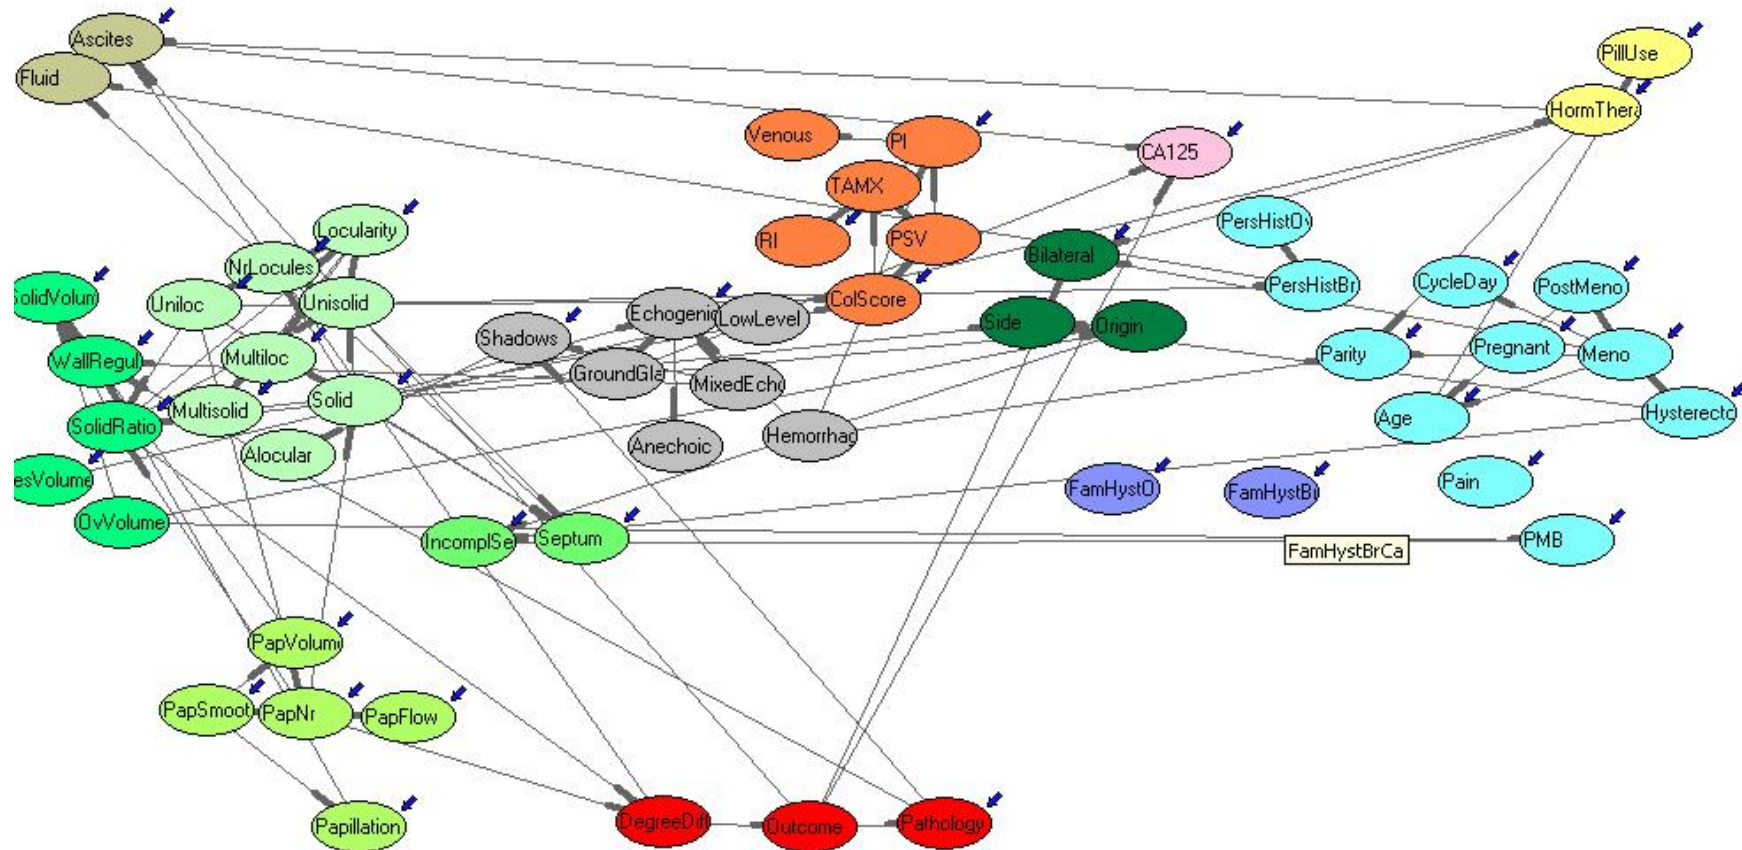 Ascites
Fluid
PillUse
HormThera
Venous
PI
CA125
TAMX
RI
PSV
Locularity
NrLocules
Bilateral
PersHistOv
SolidVolum
Uniloc
Unisolid
ColScore
Echogenic
LowLevel
PersHistBr
CycleDay
PostMeno
Side
Origin
Shadows
WallRegul
Multiloc
GroundGla
MixedEcho
Parity
Pregnant
Meno
Multisolid
Solid
SolidRatio
Hemorrhag
Age
Hysterecto
Anechoic
Alocular
esVolume
FamHystO
FamHystBr
Pain
OvVolume
IncomplSe
Septum
FamHystBrCa
PMB
PapVolum
PapSmoot
PapNr
PapFlow
Papillation
DegreeDiff
Outcome
Pathology